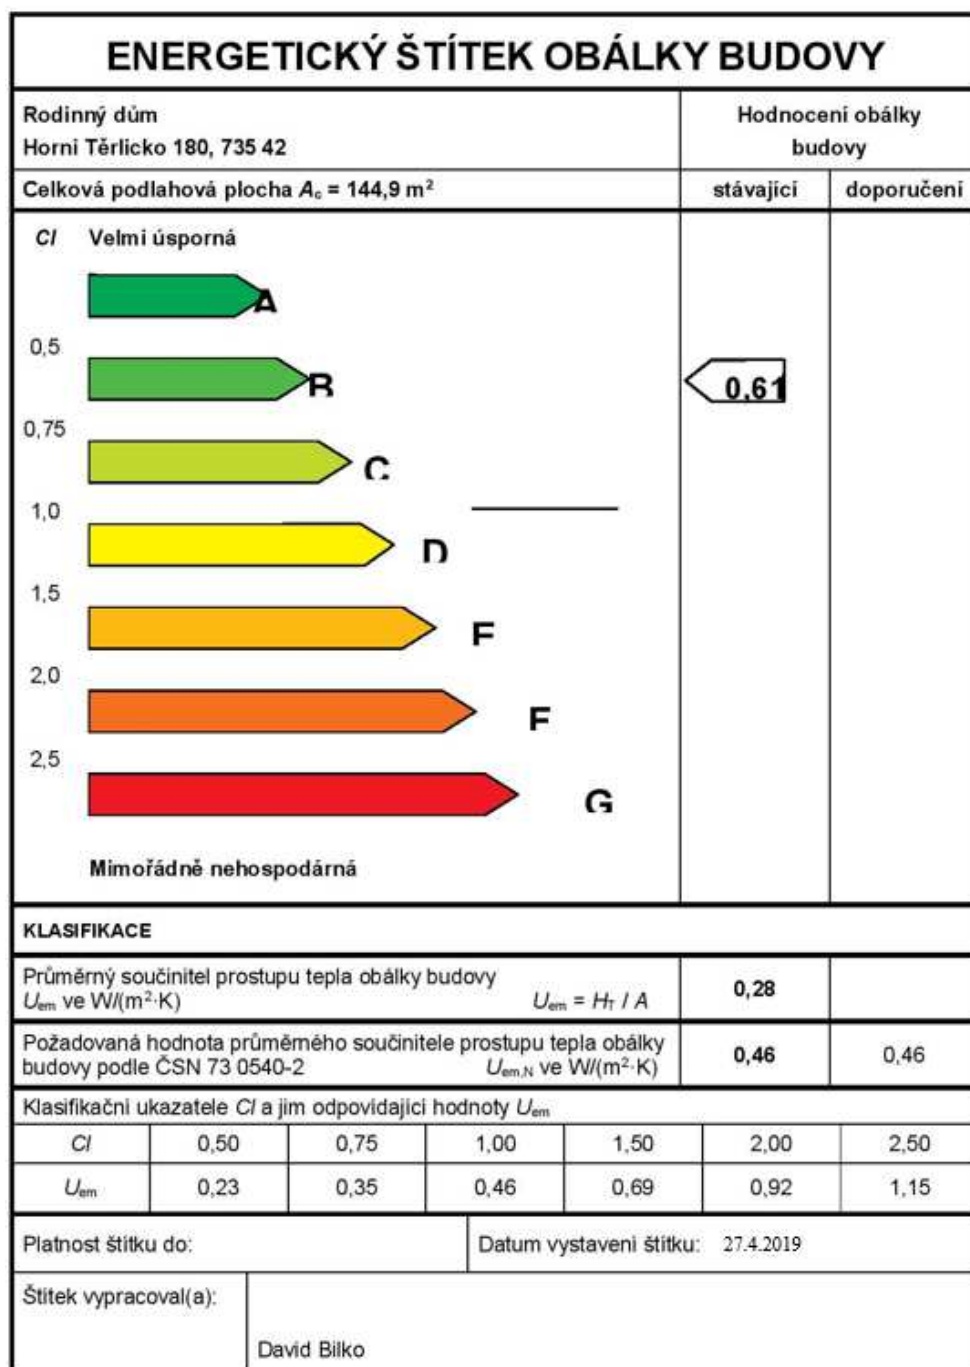 ENERGETICKÝ ŠTÍTEK OBÁLKY BUDOVY
Rodinný dům
Horní Těrlicko 180, 735 42
Hodnocení obálky
budovy
Celková podlahová plocha Ac = 144,9 m²
stávající
doporučení
CI Velmi úsporná
A
0,5
B
0,61
0,75
C
1,0
D
1,5
E
2,0
F
2,5
G
Mimořádně nehospodárná
KLASIFIKACE
Průměrný součinitel prostupu tepla obálky budovy
Uem ve W/(m²·K) Uem = HT / A
0,28
Požadovaná hodnota průměrného součinitele prostupu tepla obálky
budovy podle ČSN 73 0540-2 Uem,N ve W/(m²·K)
0,46 0,46
Klasifikační ukazatele CI a jim odpovídající hodnoty Uem
CI 0,50 0,75 1,00 1,50 2,00 2,50
Uem 0,23 0,35 0,46 0,69 0,92 1,15
Platnost štítku do:
Datum vystavení štítku: 27.4.2019
Štítek vypracoval(a):
David Bilko